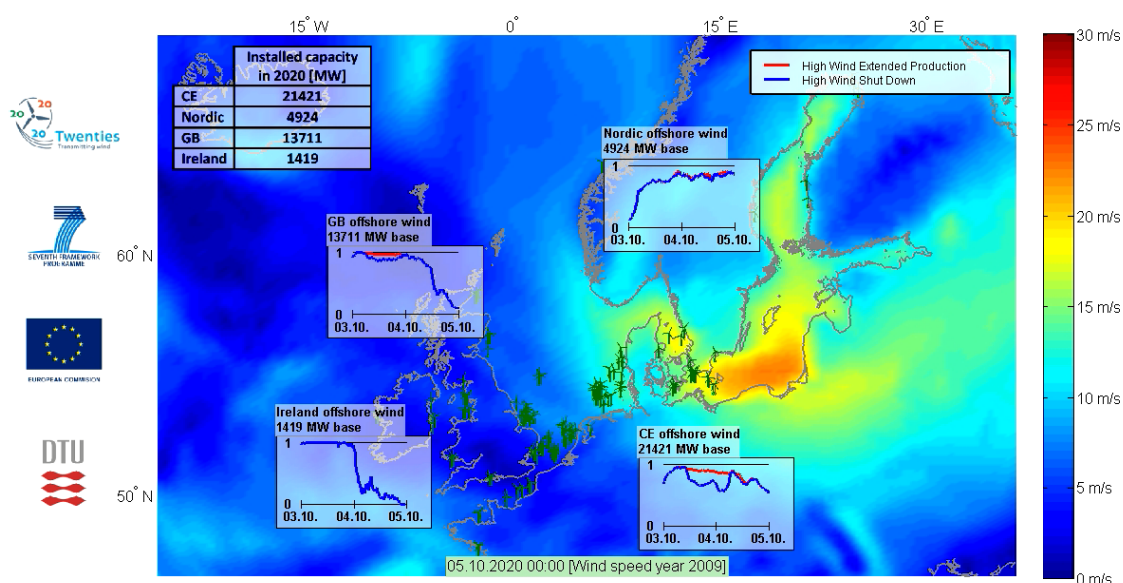 15° W
0°
15° E
30° E
Installed capacity
in 2020 [MW]
CE 21421
Nordic 4924
GB 13711
Ireland 1419
High Wind Extended Production
High Wind Shut Down
30 m/s
25 m/s
20 m/s
15 m/s
10 m/s
5 m/s
0 m/s
20
20
20
Twenties
Transmitting wind
SEVENTH FRAMEWORK
PROGRAMME
EUROPEAN COMMISION
DTU
60° N
50° N
Nordic offshore wind
4924 MW base
1
0
03.10. 04.10. 05.10.
GB offshore wind
13711 MW base
1
0
03.10. 04.10. 05.10.
Ireland offshore wind
1419 MW base
1
0
03.10. 04.10. 05.10.
CE offshore wind
21421 MW base
1
0
03.10. 04.10. 05.10.
05.10.2020 00:00 [Wind speed year 2009]